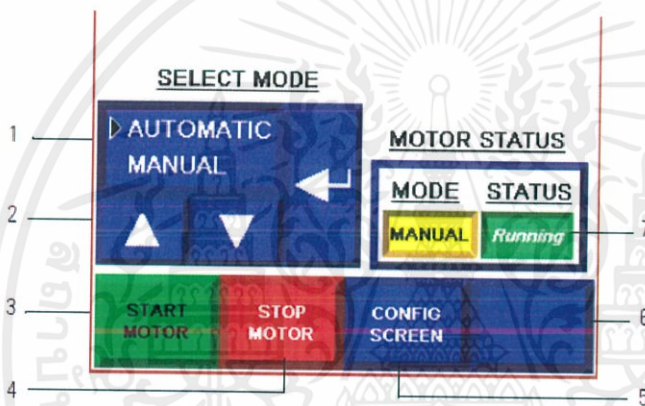 SELECT MODE
1
AUTOMATIC
MANUAL
MOTOR STATUS
2
MODE STATUS
MANUAL Running
7
3
START MOTOR
STOP MOTOR
CONFIG SCREEN
6
4
5